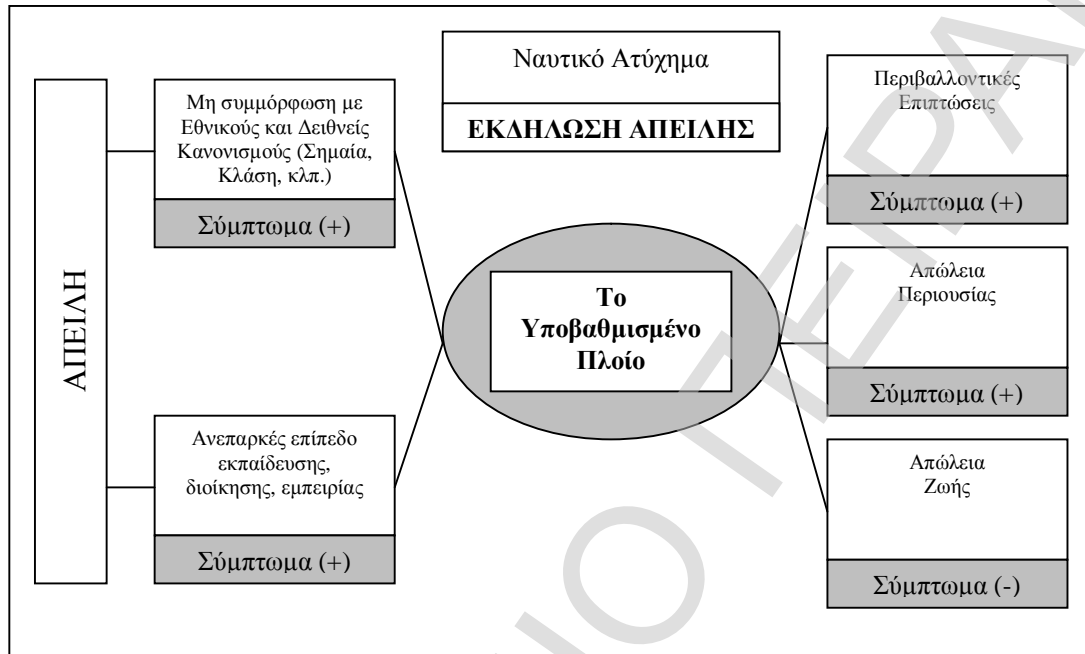 Ναυτικό Ατύχημα
ΕΚΔΗΛΩΣΗ ΑΠΕΙΛΗΣ
ΑΠΕΙΛΗ
Μη συμμόρφωση με
Εθνικούς και Δειθνείς
Κανονισμούς (Σημαία,
Κλάση, κλπ.)
Σύμπτωμα (+)
Ανεπαρκές επίπεδο
εκπαίδευσης,
διοίκησης, εμπειρίας
Σύμπτωμα (+)
Το
Υποβαθμισμένο
Πλοίο
Περιβαλλοντικές
Επιπτώσεις
Σύμπτωμα (+)
Απώλεια
Περιουσίας
Σύμπτωμα (+)
Απώλεια
Ζωής
Σύμπτωμα (-)